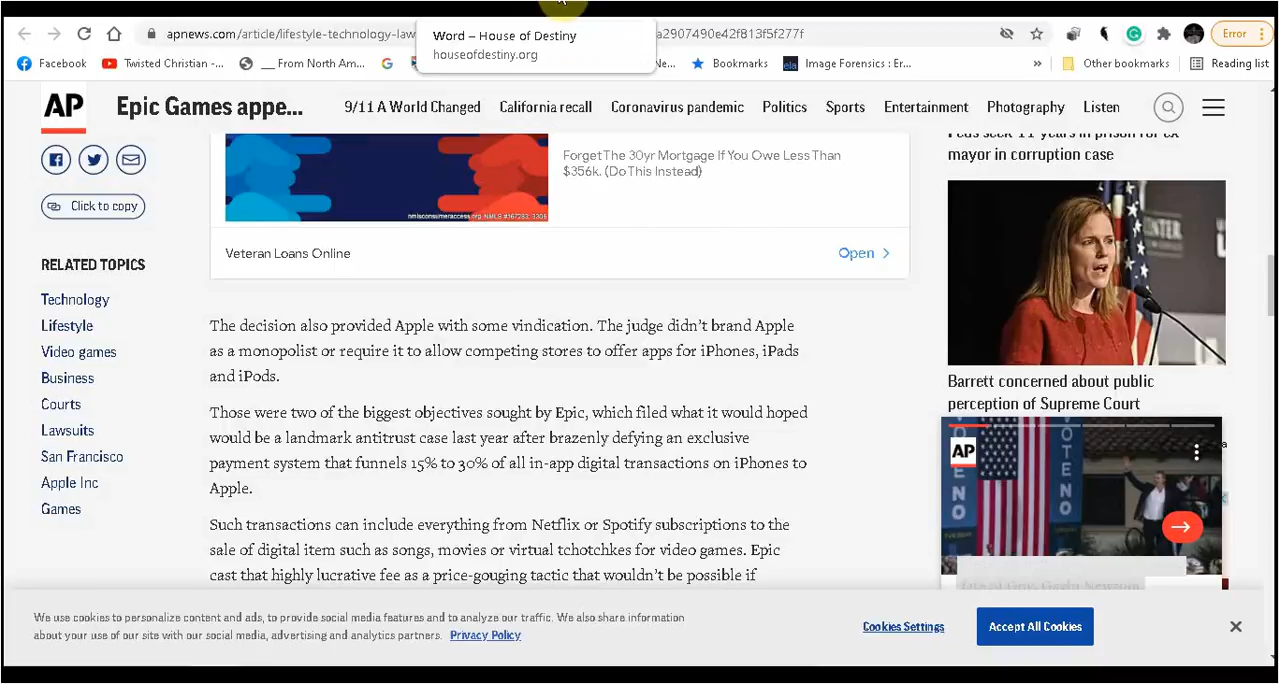 apnews.com/article/lifestyle-technology-law
a2907490e42f813f5f277f
Error
Word – House of Destiny
houseofdestiny.org
Facebook
Twisted Christian -...
__ From North Am...
Ne...
Bookmarks
Image Forensics : Er...
»
Other bookmarks
Reading list
AP
Epic Games appe...
9/11 A World Changed
California recall
Coronavirus pandemic
Politics
Sports
Entertainment
Photography
Listen
Click to copy
RELATED TOPICS
Technology
Lifestyle
Video games
Business
Courts
Lawsuits
San Francisco
Apple Inc
Games
Forget The 30yr Mortgage If You Owe Less Than
$356k. (Do This Instead)
Veteran Loans Online
Open
The decision also provided Apple with some vindication. The judge didn't brand Apple
as a monopolist or require it to allow competing stores to offer apps for iPhones, iPads
and iPods.
Those were two of the biggest objectives sought by Epic, which filed what it would hoped
would be a landmark antitrust case last year after brazenly defying an exclusive
payment system that funnels 15% to 30% of all in-app digital transactions on iPhones to
Apple.
Such transactions can include everything from Netflix or Spotify subscriptions to the
sale of digital item such as songs, movies or virtual tchotchkes for video games. Epic
cast that highly lucrative fee as a price-gouging tactic that wouldn't be possible if
Feds seek 11 years in prison for ex
mayor in corruption case
Barrett concerned about public
perception of Supreme Court
AP
VOTE NO
We use cookies to personalize content and ads, to provide social media features and to analyze our traffic. We also share information
about your use of our site with our social media, advertising and analytics partners. Privacy Policy
Cookies Settings
Accept All Cookies